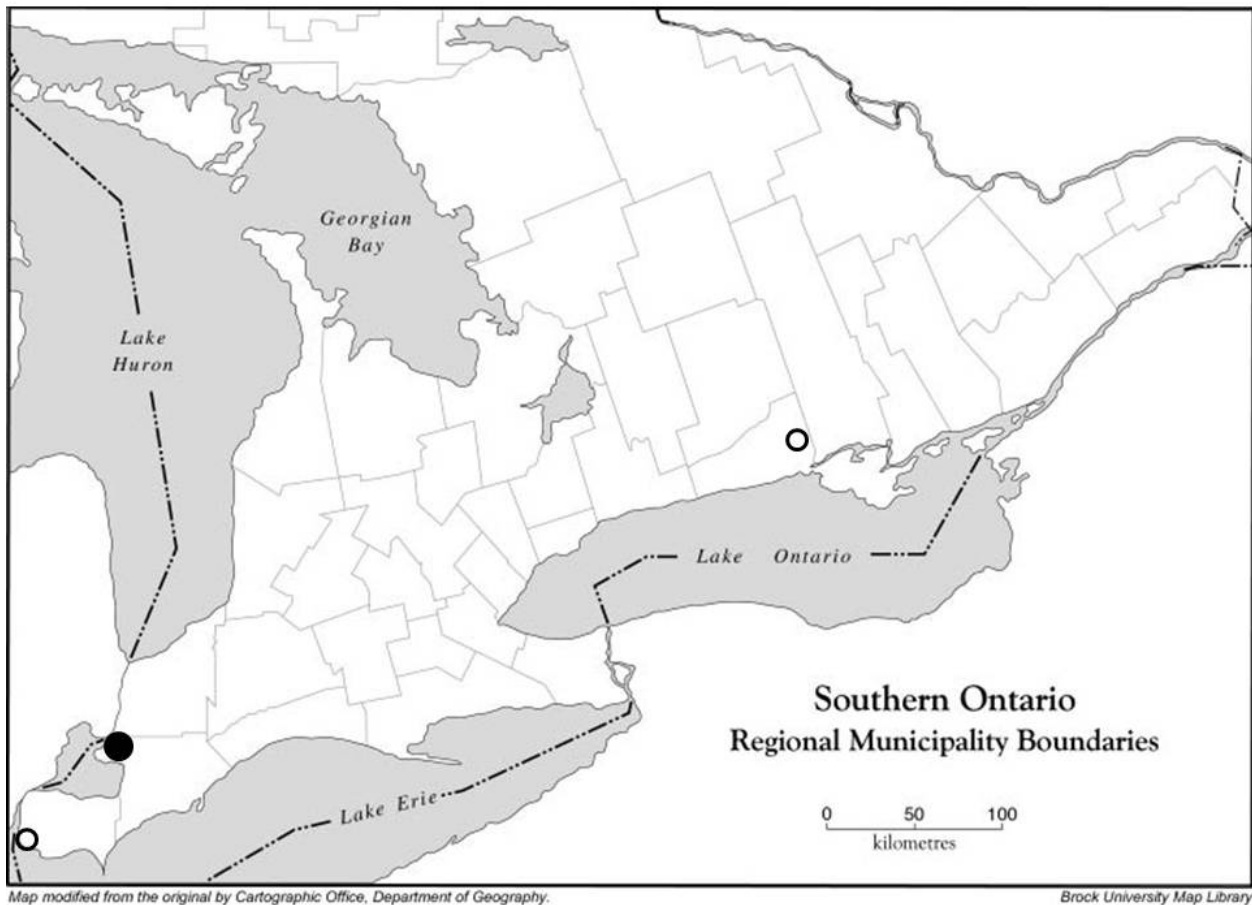 Georgian
Bay
Lake
Huron
Lake Ontario
Lake Erie
Southern Ontario
Regional Municipality Boundaries
0 50 100
kilometres
Map modified from the original by Cartographic Office, Department of Geography.
Brock University Map Library